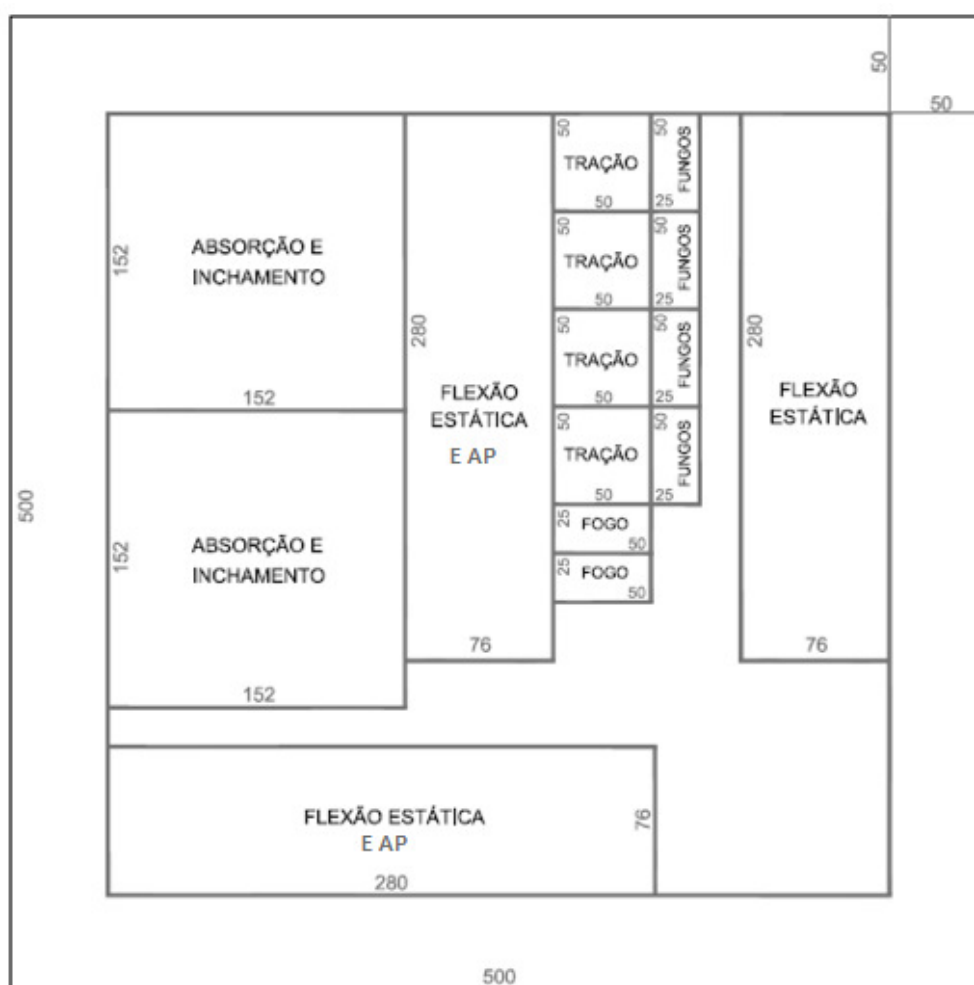 50
50
50
TRAÇÃO
50
50
FUNGOS
25
152
ABSORÇÃO E
INCHAMENTO
152
280
FLEXÃO
ESTÁTICA
E AP
76
50
TRAÇÃO
50
50
FUNGOS
25
50
TRAÇÃO
50
50
FUNGOS
25
50
TRAÇÃO
50
50
FUNGOS
25
25
FOGO
50
25
FOGO
50
280
FLEXÃO
ESTÁTICA
76
500
152
ABSORÇÃO E
INCHAMENTO
152
FLEXÃO ESTÁTICA
E AP
76
280
500